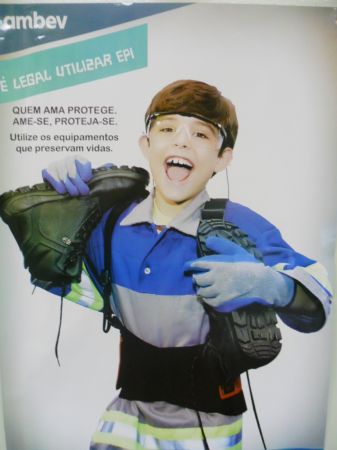 ambev
É LEGAL UTILIZAR EPI
QUEM AMA PROTEGE.
AME-SE, PROTEJA-SE.
Utilize os equipamentos
que preservam vidas.